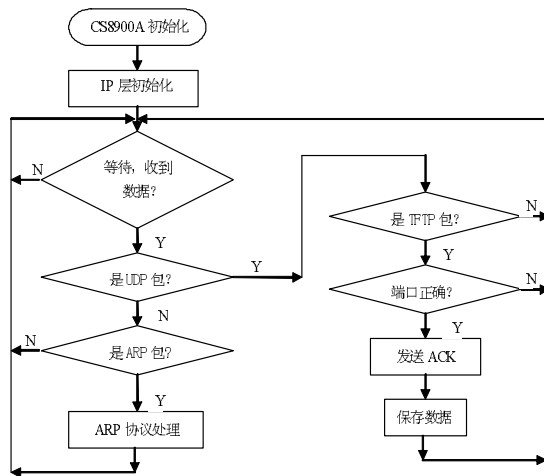 CS8900A 初始化
IP 层初始化
等待，收到
数据？
N
Y
是 UDP 包？
Y
N
是 ARP 包？
N
Y
ARP 协议处理
是 TFTP 包？
N
Y
端口正确？
N
Y
发送 ACK
保存数据